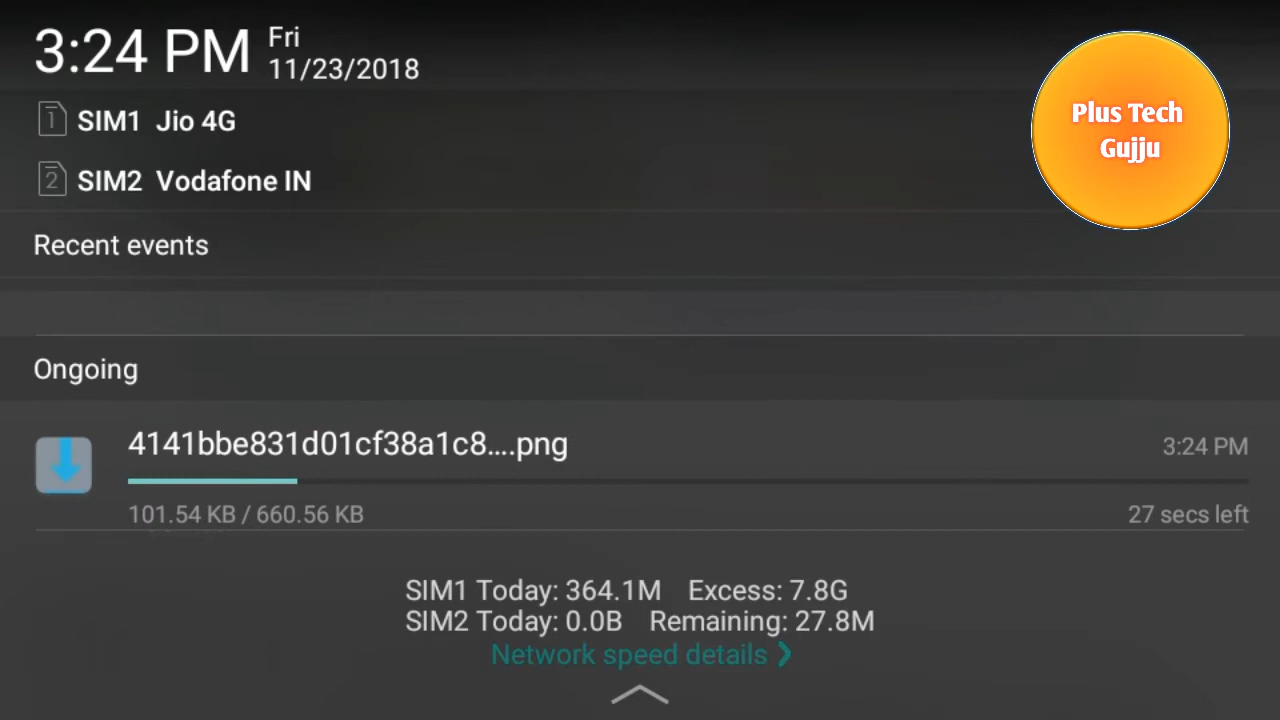 3:24 PM
Fri
11/23/2018
Plus Tech
Gujju
1 SIM1 Jio 4G
2 SIM2 Vodafone IN
Recent events
Ongoing
4141bbe831d01cf38a1c8....png
3:24 PM
101.54 KB / 660.56 KB
27 secs left
SIM1 Today: 364.1M Excess: 7.8G
SIM2 Today: 0.0B Remaining: 27.8M
Network speed details